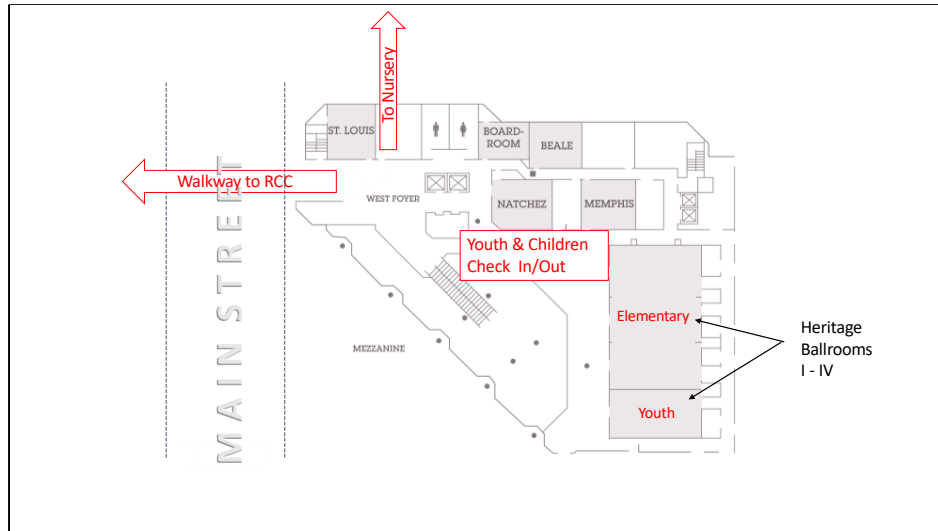 To Nursery
ST. LOUIS
BOARD-
ROOM
BEALE
Walkway to RCC
WEST FOYER
NATCHEZ
MEMPHIS
Youth & Children
Check In/Out
MAIN STREET
Elementary
Heritage
Ballrooms
I - IV
MEZZANINE
Youth